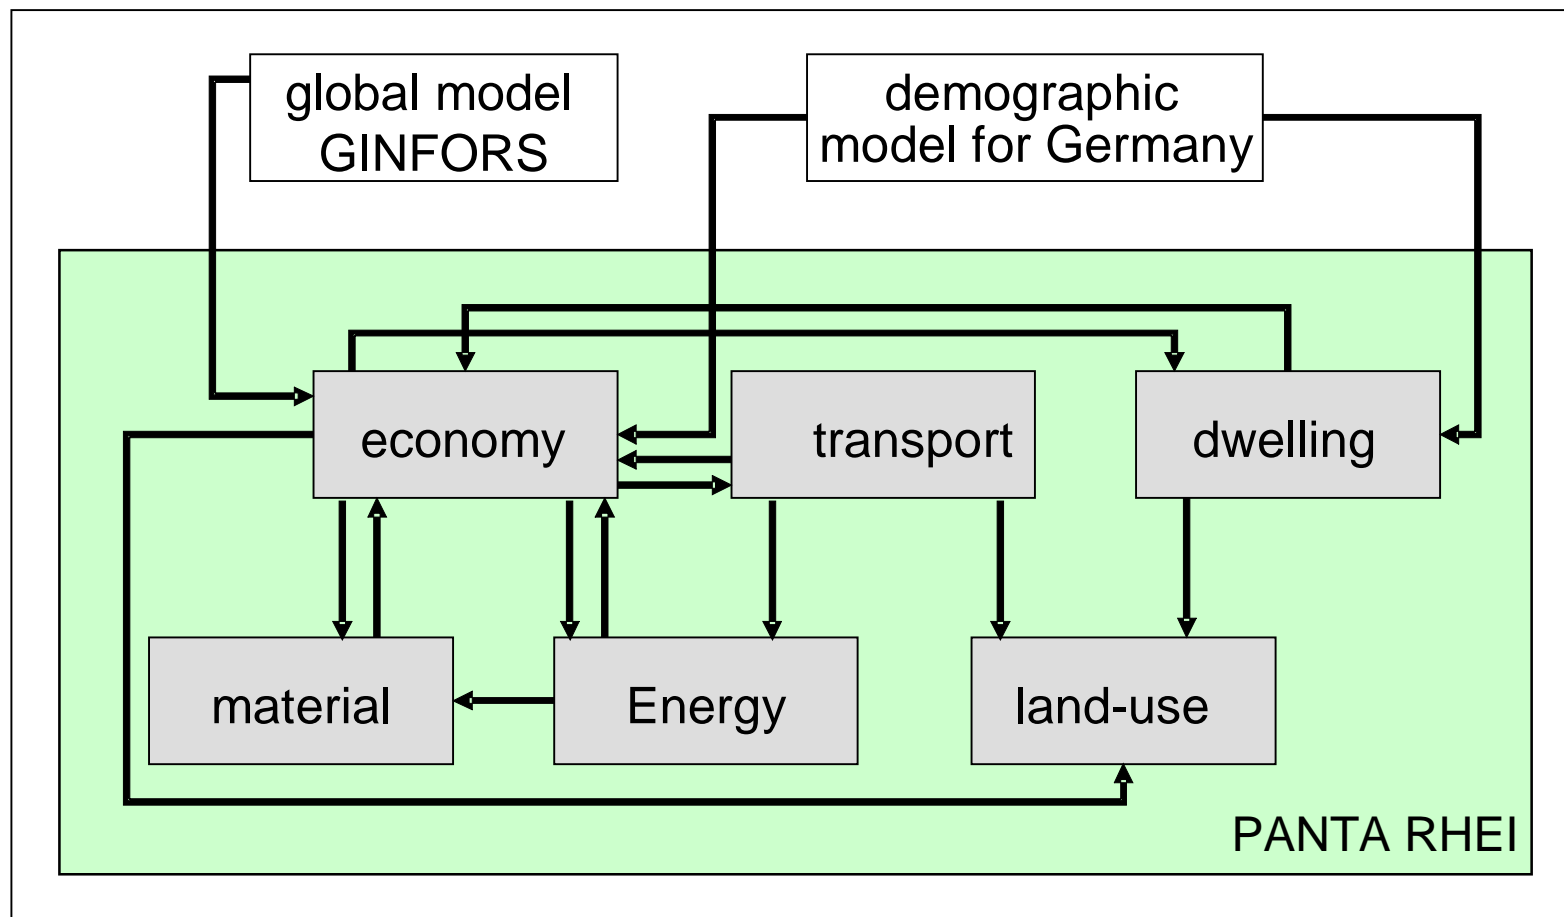 global model
GINFORS
demographic
model for Germany
economy
transport
dwelling
material
Energy
land-use
PANTA RHEI